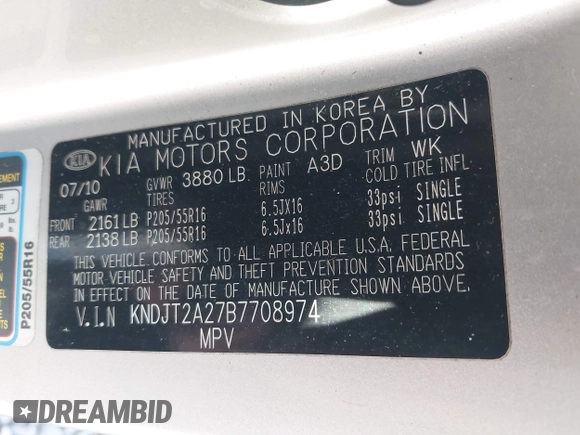 MANUFACTURED IN KOREA BY
KIA KIA MOTORS CORPORATION
07/10 GVWR 3880 LB PAINT A3D TRIM WK
GAWR TIRES RIMS COLD TIRE INFL
FRONT 2161 LB P205/55R16 6.5JX16 33psi SINGLE
REAR 2138 LB P205/55R16 6.5Jx16 33psi SINGLE
THIS VEHICLE CONFORMS TO ALL APPLICABLE U.S.A. FEDERAL
MOTOR VEHICLE SAFETY AND THEFT PREVENTION STANDARDS
IN EFFECT ON THE DATE OF MANUFACTURE SHOWN ABOVE.
V.I.N KNDJT2A27B7708974
MPV
P205/55R16
DREAMBID